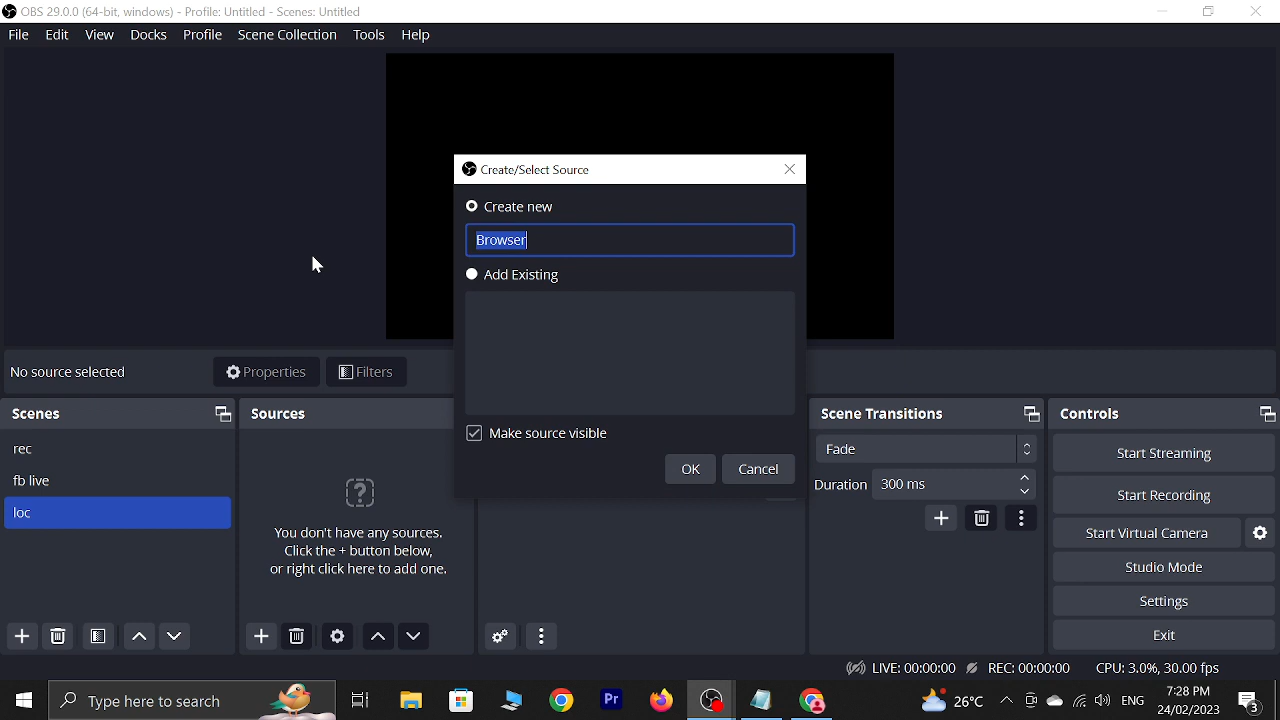 OBS 29.0.0 (64-bit, windows) - Profile: Untitled - Scenes: Untitled
File Edit View Docks Profile Scene Collection Tools Help
Create/Select Source
Create new
Browser
Add Existing
Make source visible
OK Cancel
No source selected Properties Filters
Scenes
rec
fb live
loc
Sources
You don't have any sources.
Click the + button below,
or right click here to add one.
Scene Transitions
Fade
Duration 300 ms
Controls
Start Streaming
Start Recording
Start Virtual Camera
Studio Mode
Settings
Exit
LIVE: 00:00:00 REC: 00:00:00 CPU: 3.0%, 30.00 fps
Type here to search
Pr
26°C
ENG
7:28 PM
24/02/2023
3